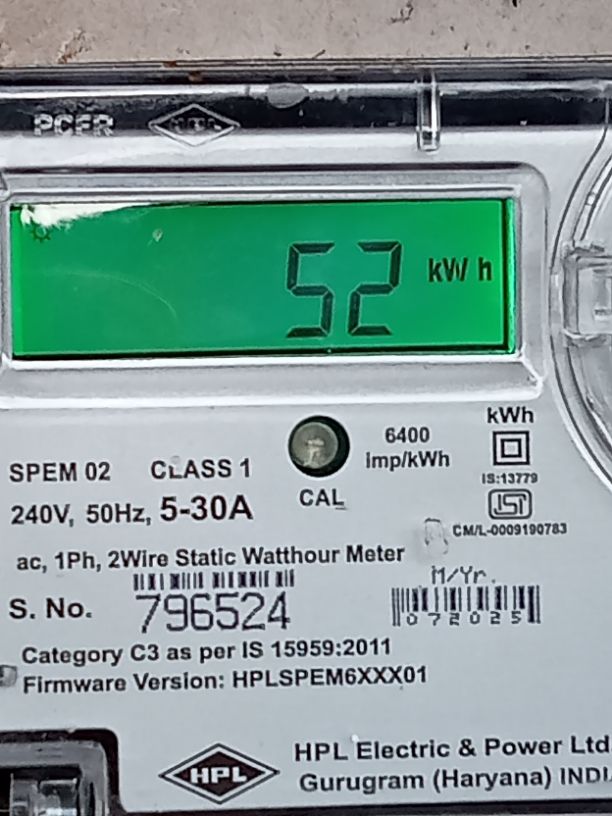 HPL
52 kWh
kWh
6400
imp/kWh
SPEM 02 CLASS 1
CAL
IS:13779
240V, 50Hz, 5-30A
CM/L-0009190783
ac, 1Ph, 2Wire Static Watthour Meter
M/Yr.
S. No. 796524
072025
Category C3 as per IS 15959:2011
Firmware Version: HPLSPEM6XXX01
HPL
HPL Electric & Power Ltd
Gurugram (Haryana) INDI